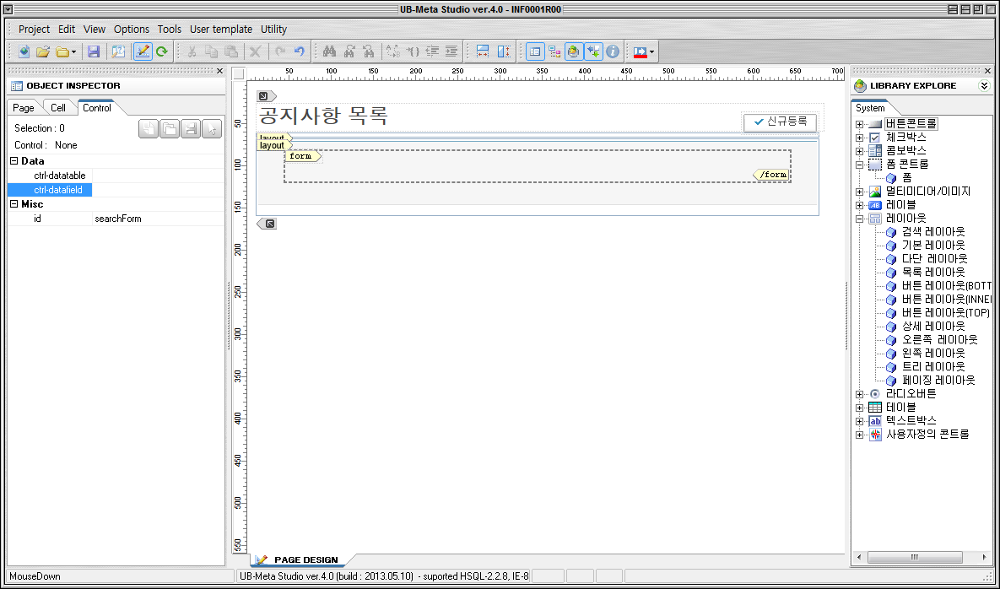 UB-Meta Studio ver.4.0 - INF0001R00
Project Edit View Options Tools User template Utility
OBJECT INSPECTOR
Page Cell Control
Selection : 0
Control : None
Data
ctrl-datatable
ctrl-datafield
Misc
id searchForm
50 100 150 200 250 300 350 400 450 500 550 600 650 700
50
100
150
200
250
300
350
400
450
500
550
공지사항 목록
신규등록
layout
layout
form
/form
PAGE DESIGN
LIBRARY EXPLORE
System
버튼콘트롤
체크박스
콤보박스
폼 콘트롤
폼
멀티미디어/이미지
레이블
레이아웃
검색 레이아웃
기본 레이아웃
다단 레이아웃
목록 레이아웃
버튼 레이아웃(BOTT
버튼 레이아웃(INNEI
버튼 레이아웃(TOP)
상세 레이아웃
오른쪽 레이아웃
왼쪽 레이아웃
트리 레이아웃
페이징 레이아웃
라디오버튼
테이블
텍스트박스
사용자정의 콘트롤
MouseDown
UB-Meta Studio ver.4.0 (build : 2013.05.10) - suported HSQL-2.2.8, IE-8